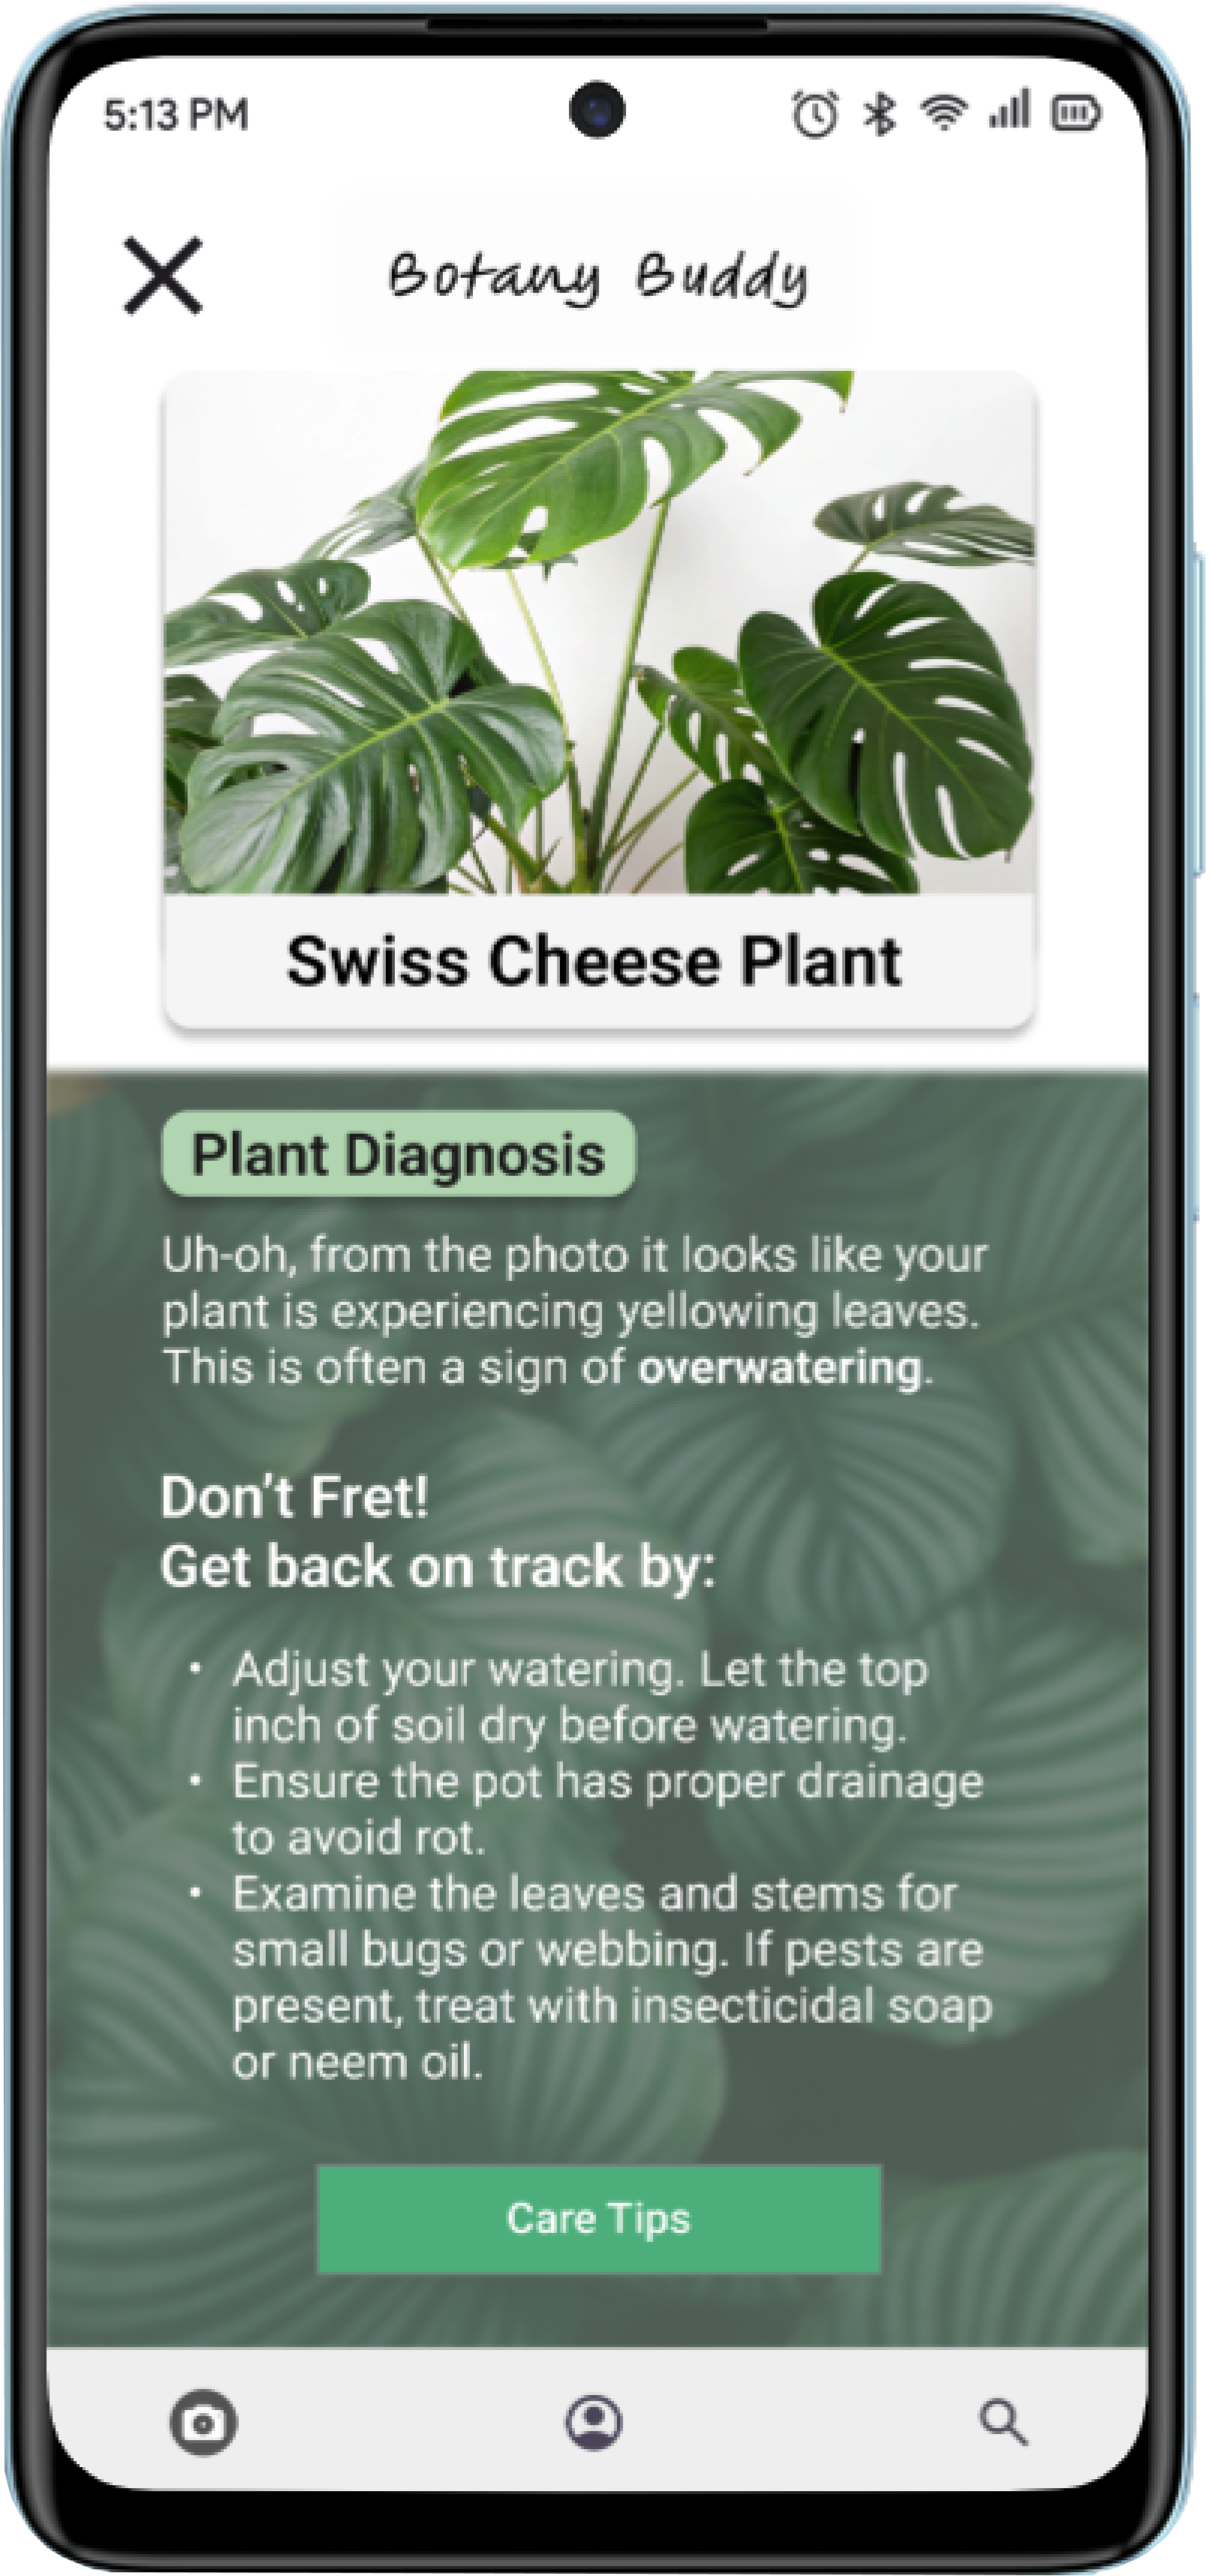 5:13 PM
Botany Buddy
Swiss Cheese Plant
Plant Diagnosis
Uh-oh, from the photo it looks like your
plant is experiencing yellowing leaves.
This is often a sign of overwatering.
Don't Fret!
Get back on track by:
• Adjust your watering. Let the top
inch of soil dry before watering.
• Ensure the pot has proper drainage
to avoid rot.
• Examine the leaves and stems for
small bugs or webbing. If pests are
present, treat with insecticidal soap
or neem oil.
Care Tips